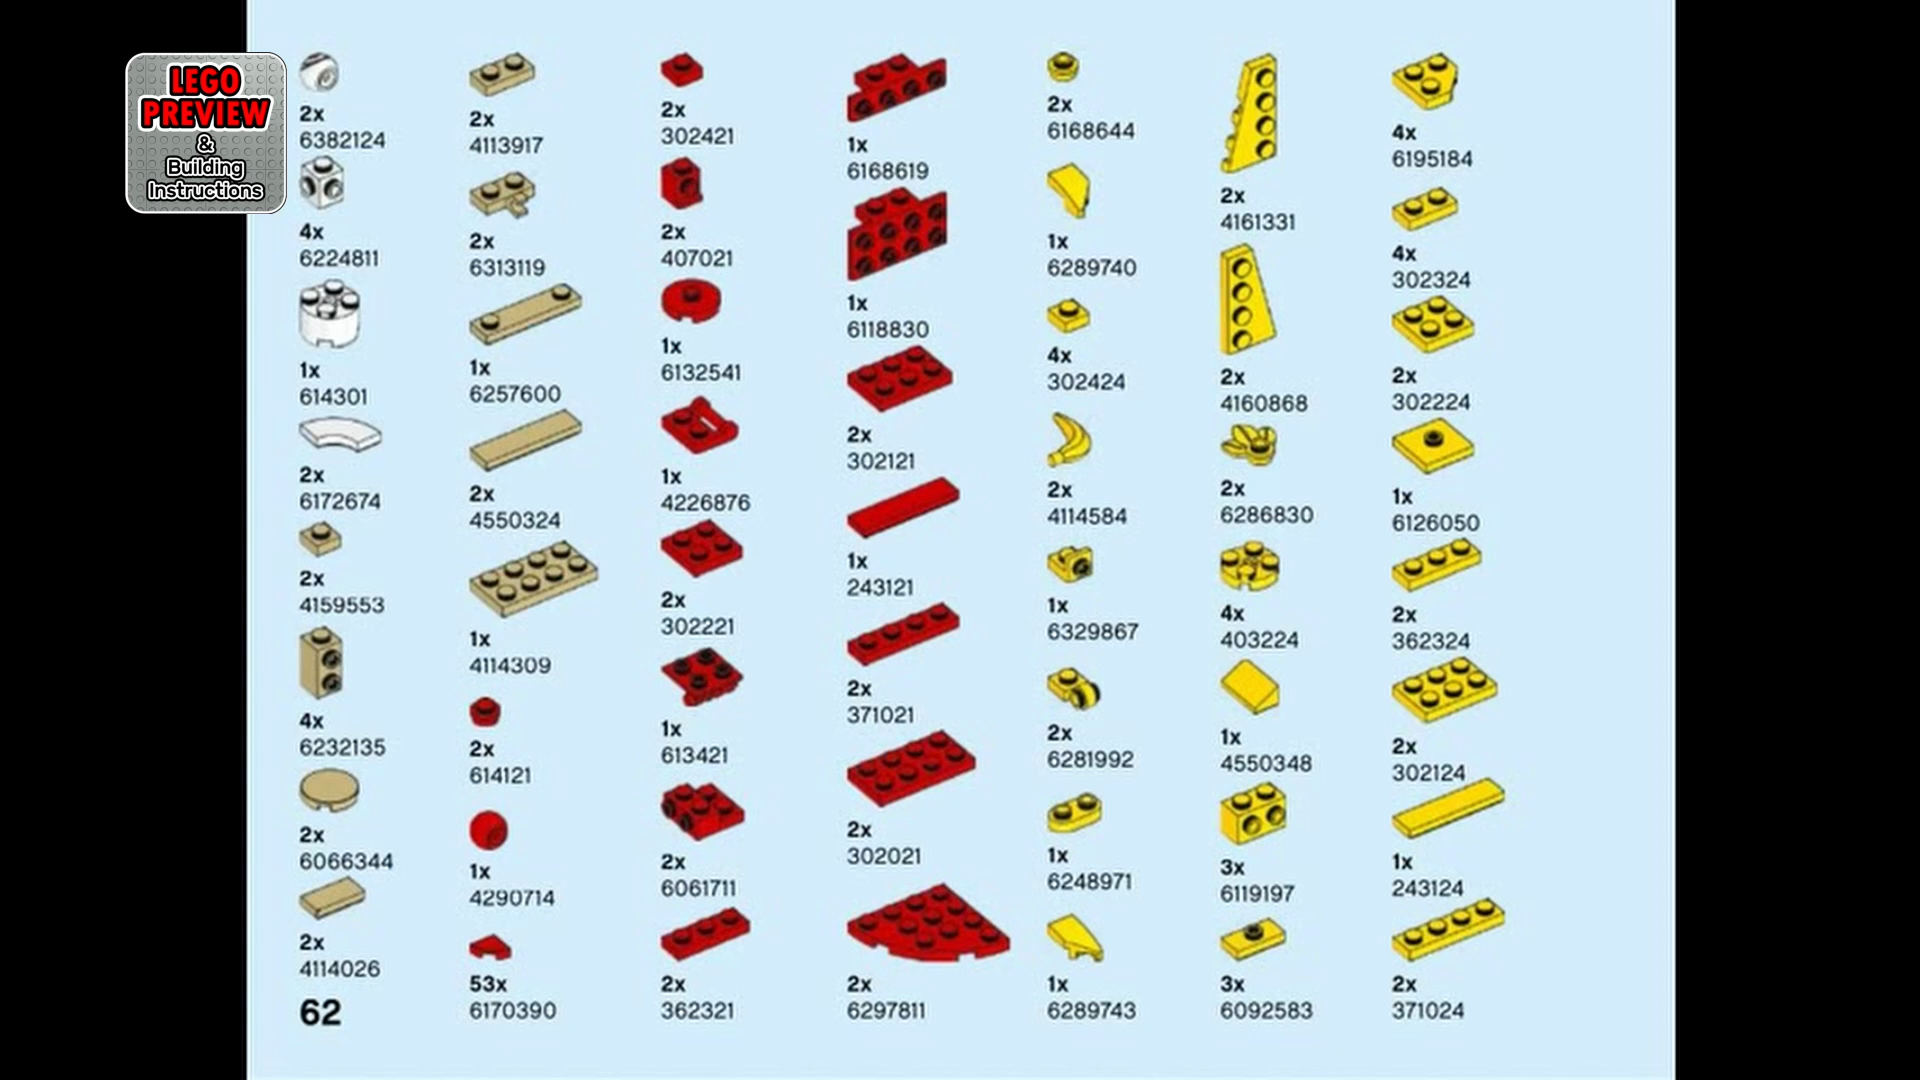 LEGO
PREVIEW
&
Building
Instructions
2x
6382124
4x
6224811
1x
614301
2x
6172674
2x
4159553
4x
6232135
2x
6066344
2x
4114026
62
2x
4113917
2x
6313119
1x
6257600
2x
4550324
1x
4114309
2x
614121
1x
4290714
53x
6170390
2x
302421
2x
407021
1x
6132541
1x
4226876
2x
302221
1x
613421
2x
6061711
2x
362321
1x
6168619
1x
6118830
2x
302121
1x
243121
2x
371021
2x
302021
2x
6297811
2x
6168644
1x
6289740
4x
302424
2x
4114584
1x
6329867
2x
6281992
1x
6248971
1x
6289743
2x
4161331
2x
4160868
2x
6286830
4x
403224
1x
4550348
3x
6119197
3x
6092583
4x
6195184
4x
302324
2x
302224
1x
6126050
2x
362324
2x
302124
1x
243124
2x
371024